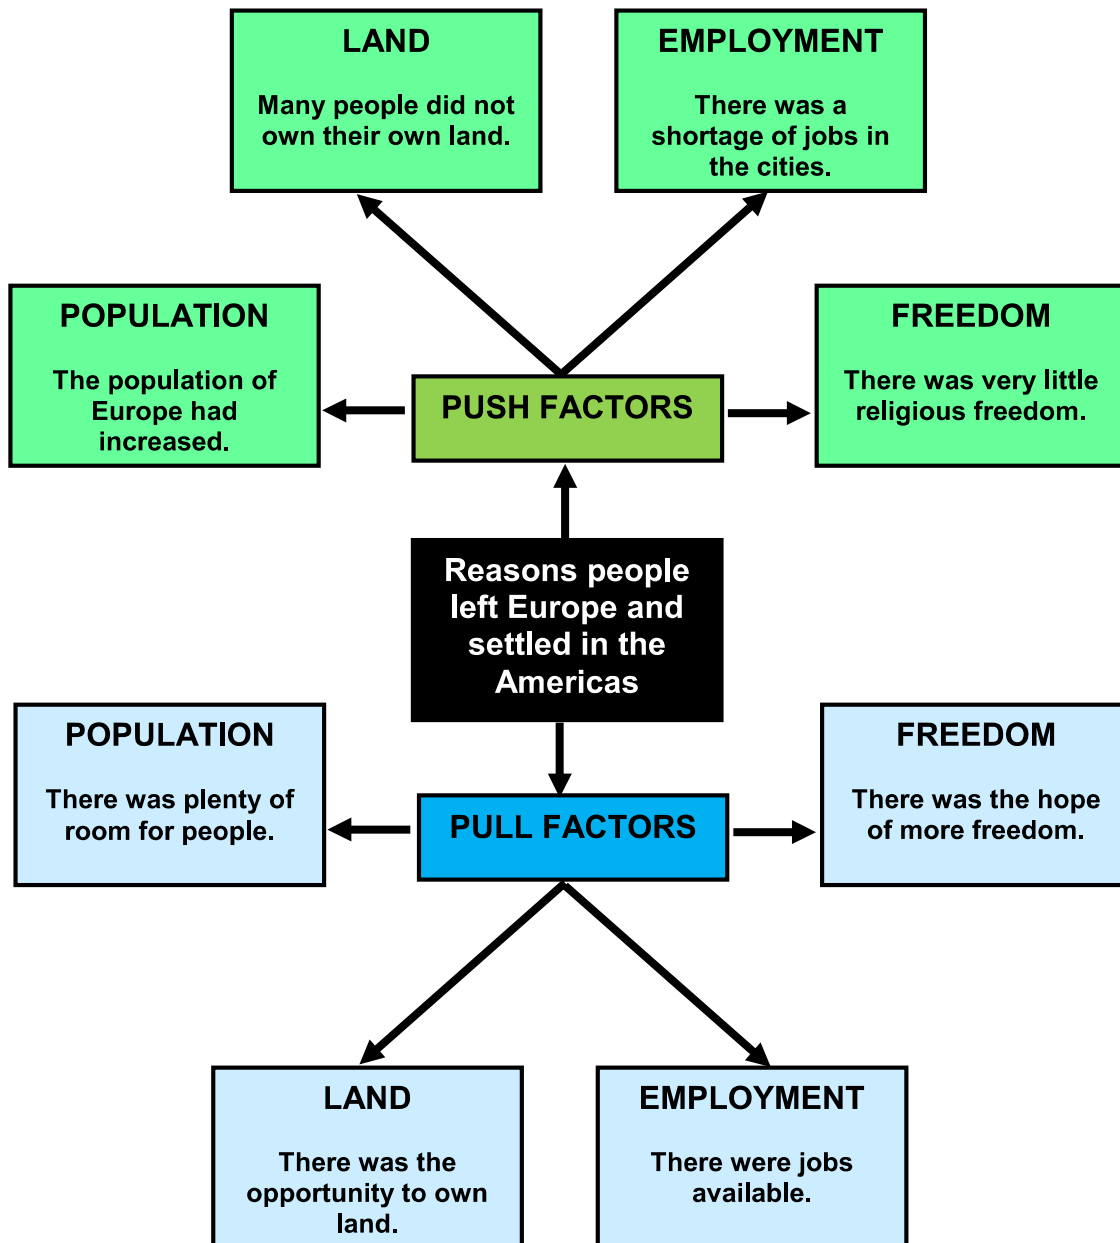 LAND
Many people did not
own their own land.
EMPLOYMENT
There was a
shortage of jobs in
the cities.
POPULATION
The population of
Europe had
increased.
PUSH FACTORS
FREEDOM
There was very little
religious freedom.
Reasons people
left Europe and
settled in the
Americas
POPULATION
There was plenty of
room for people.
PULL FACTORS
FREEDOM
There was the hope
of more freedom.
LAND
There was the
opportunity to own
land.
EMPLOYMENT
There were jobs
available.